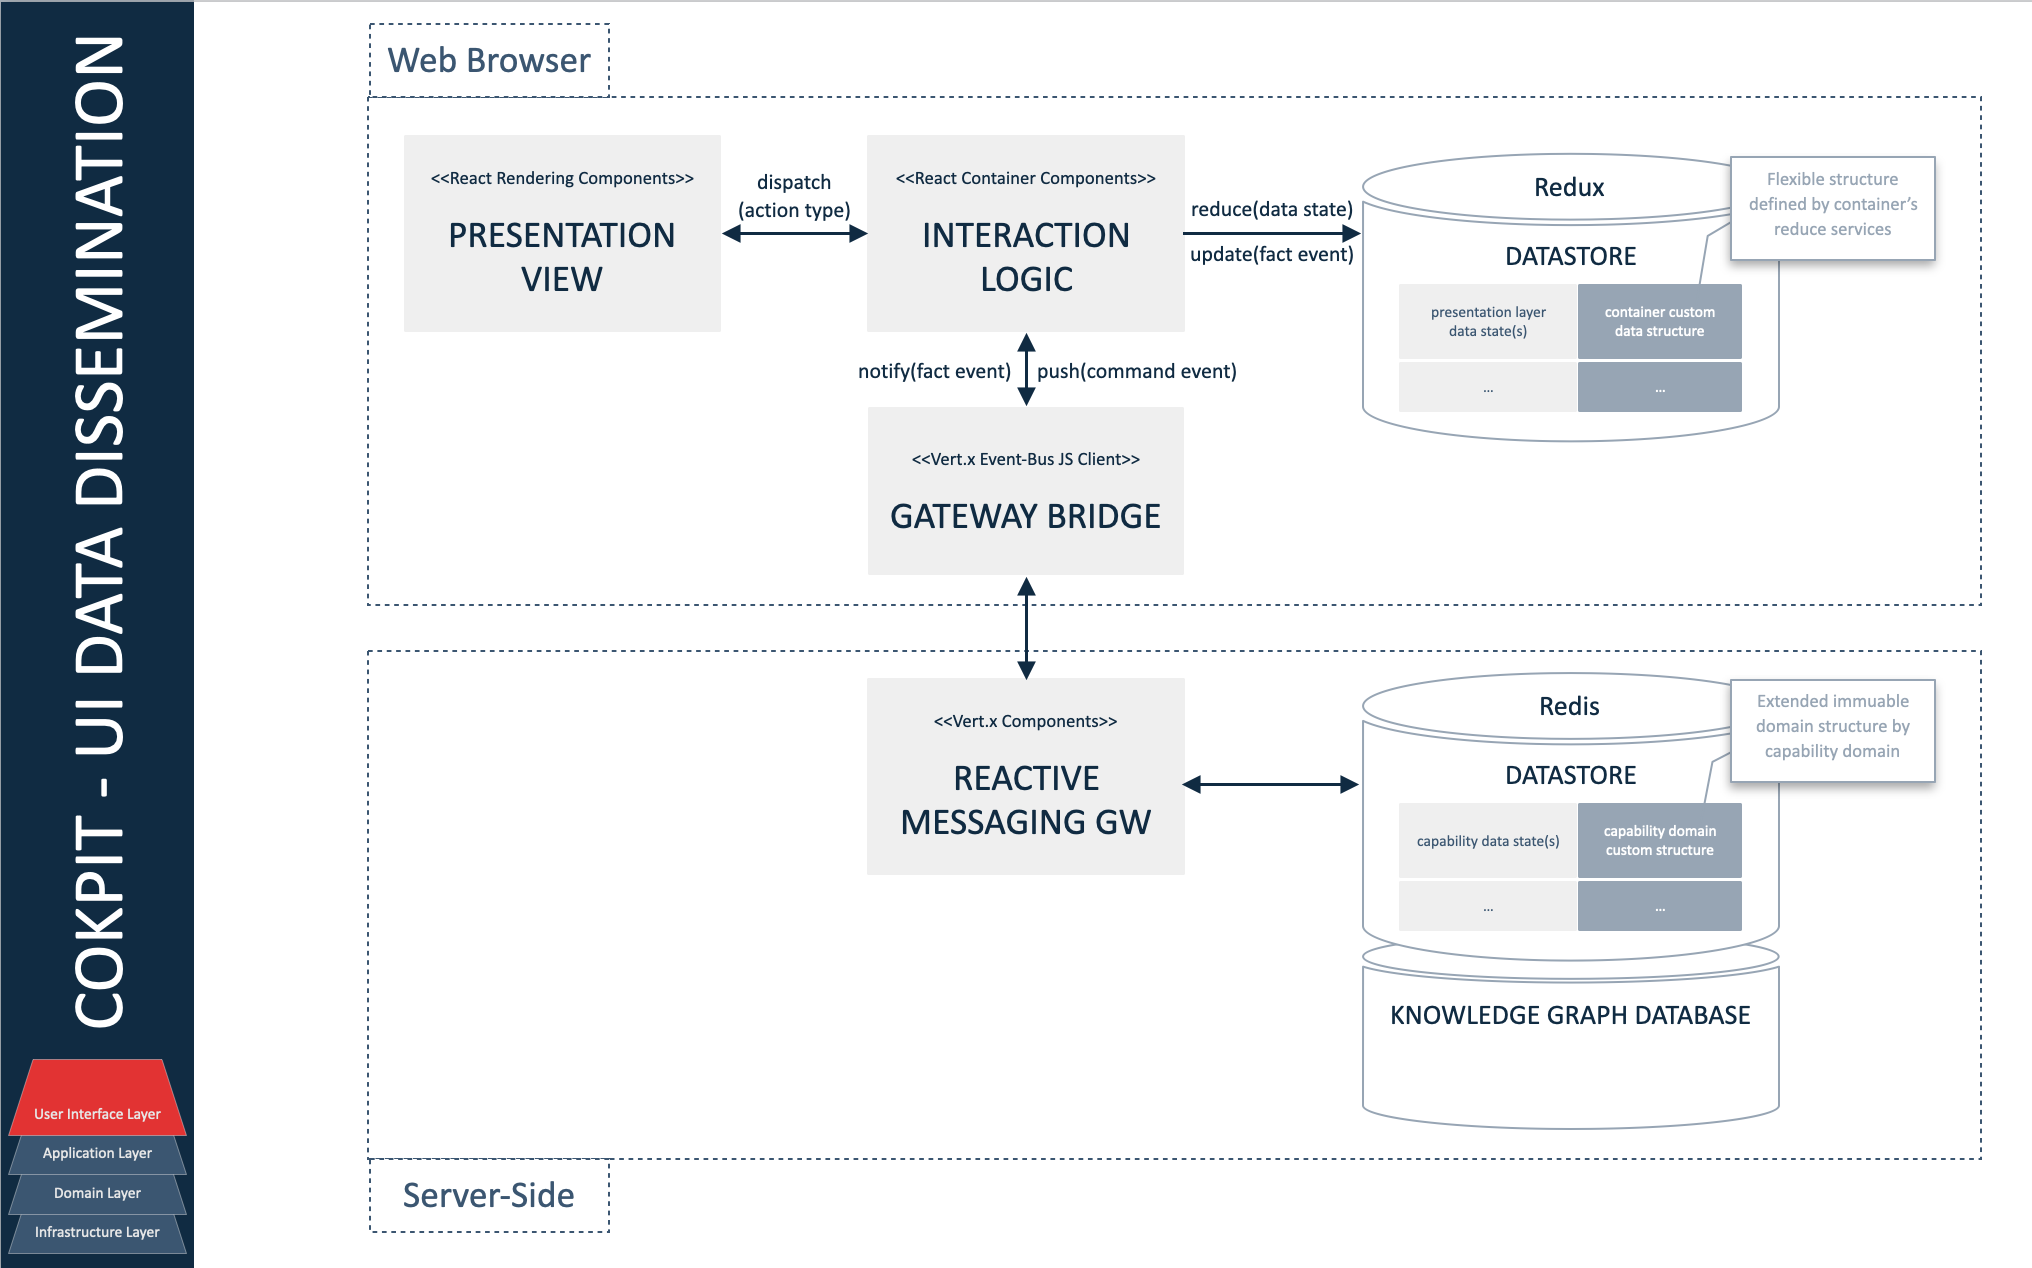 COKPIT - UI DATA DISSEMINATION
User Interface Layer
Application Layer
Domain Layer
Infrastructure Layer
Web Browser
<<React Rendering Components>>
PRESENTATION
VIEW
dispatch
(action type)
<<React Container Components>>
INTERACTION
LOGIC
reduce(data state)
update(fact event)
Redux
DATASTORE
Flexible structure
defined by container’s
reduce services
presentation layer
data state(s)
container custom
data structure
...
...
notify(fact event)
push(command event)
<<Vert.x Event-Bus JS Client>>
GATEWAY BRIDGE
<<Vert.x Components>>
REACTIVE
MESSAGING GW
Redis
DATASTORE
Extended immuable
domain structure by
capability domain
capability data state(s)
capability domain
custom structure
...
...
KNOWLEDGE GRAPH DATABASE
Server-Side